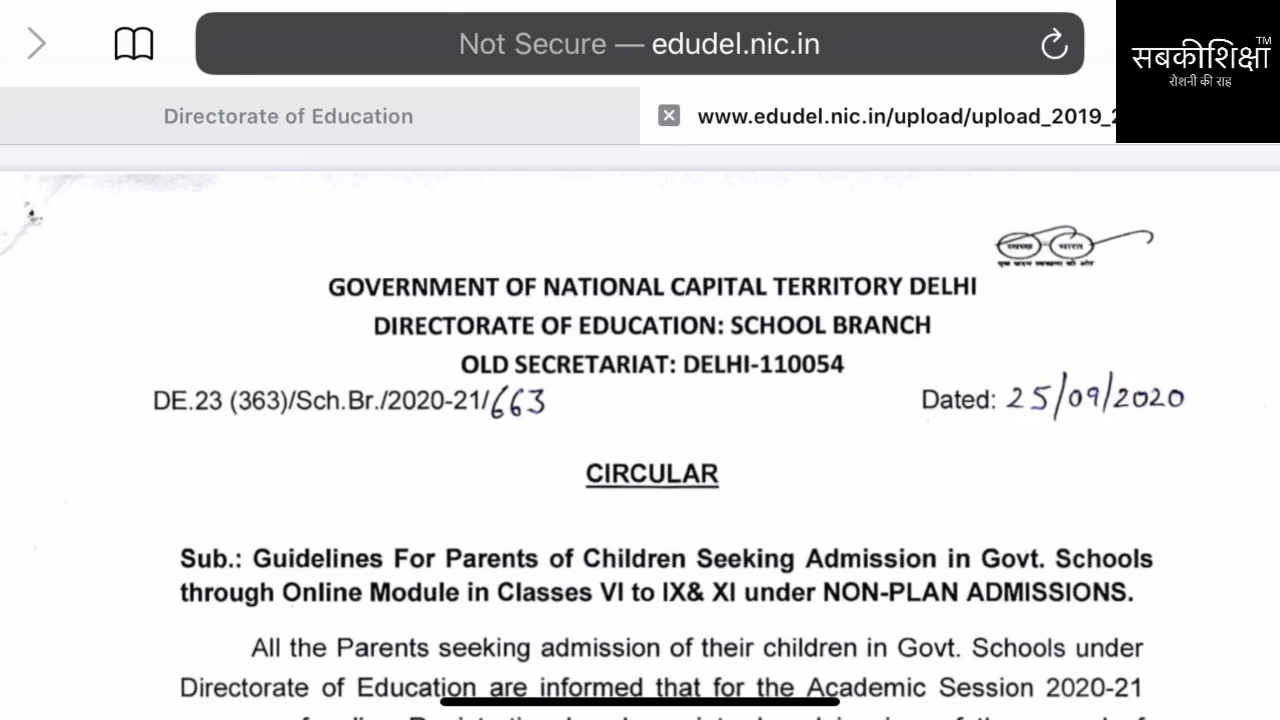 Not Secure — edudel.nic.in
सबकीशिक्षा™
रोशनी की राह
Directorate of Education
www.edudel.nic.in/upload/upload_2019_2
GOVERNMENT OF NATIONAL CAPITAL TERRITORY DELHI
DIRECTORATE OF EDUCATION: SCHOOL BRANCH
OLD SECRETARIAT: DELHI-110054
DE.23 (363)/Sch.Br./2020-21/663
Dated: 25/09/2020
CIRCULAR
Sub.: Guidelines For Parents of Children Seeking Admission in Govt. Schools
through Online Module in Classes VI to IX& XI under NON-PLAN ADMISSIONS.
All the Parents seeking admission of their children in Govt. Schools under
Directorate of Education are informed that for the Academic Session 2020-21